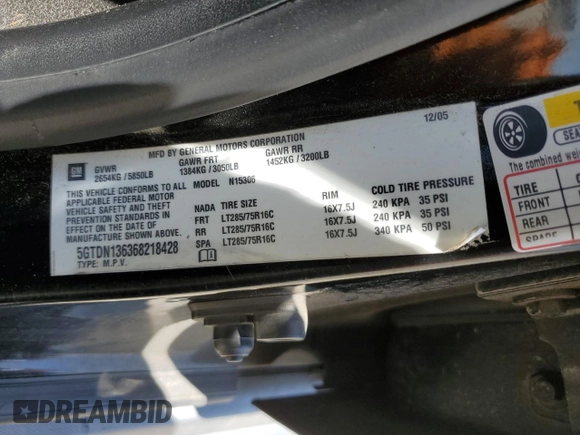 12/05
MFD BY GENERAL MOTORS CORPORATION
GM
GVWR GAWR FRT GAWR RR
2654KG / 5850LB 1384KG / 3050LB 1452KG / 3200LB
THIS VEHICLE CONFORMS TO ALL MODEL N15306
APPLICABLE FEDERAL MOTOR
VEHICLE SAFETY AND THEFT
PREVENTION STANDARDS IN
EFFECT ON THE DATE OF
MANUFACTURE SHOWN ABOVE.
5GTDN136368218428
TYPE: M.P.V.
NADA TIRE SIZE RIM COLD TIRE PRESSURE
FRT LT285/75R16C 16X7.5J 240 KPA 35 PSI
RR LT285/75R16C 16X7.5J 240 KPA 35 PSI
SPA LT285/75R16C 16X7.5J 340 KPA 50 PSI
The combined weig
TIRE
FRONT
REAR
SPARE
DREAMBID